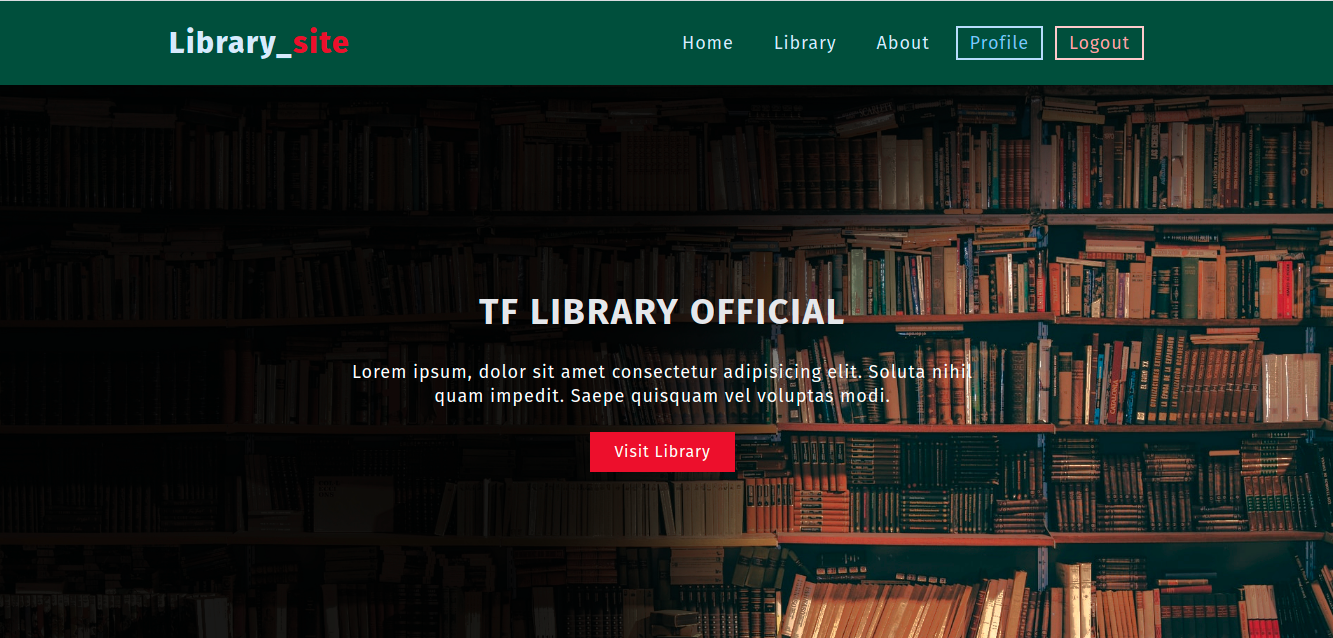 Library_site
Home Library About Profile Logout
TF LIBRARY OFFICIAL
Lorem ipsum, dolor sit amet consectetur adipisicing elit. Soluta nihil
quam impedit. Saepe quisquam vel voluptas modi.
Visit Library